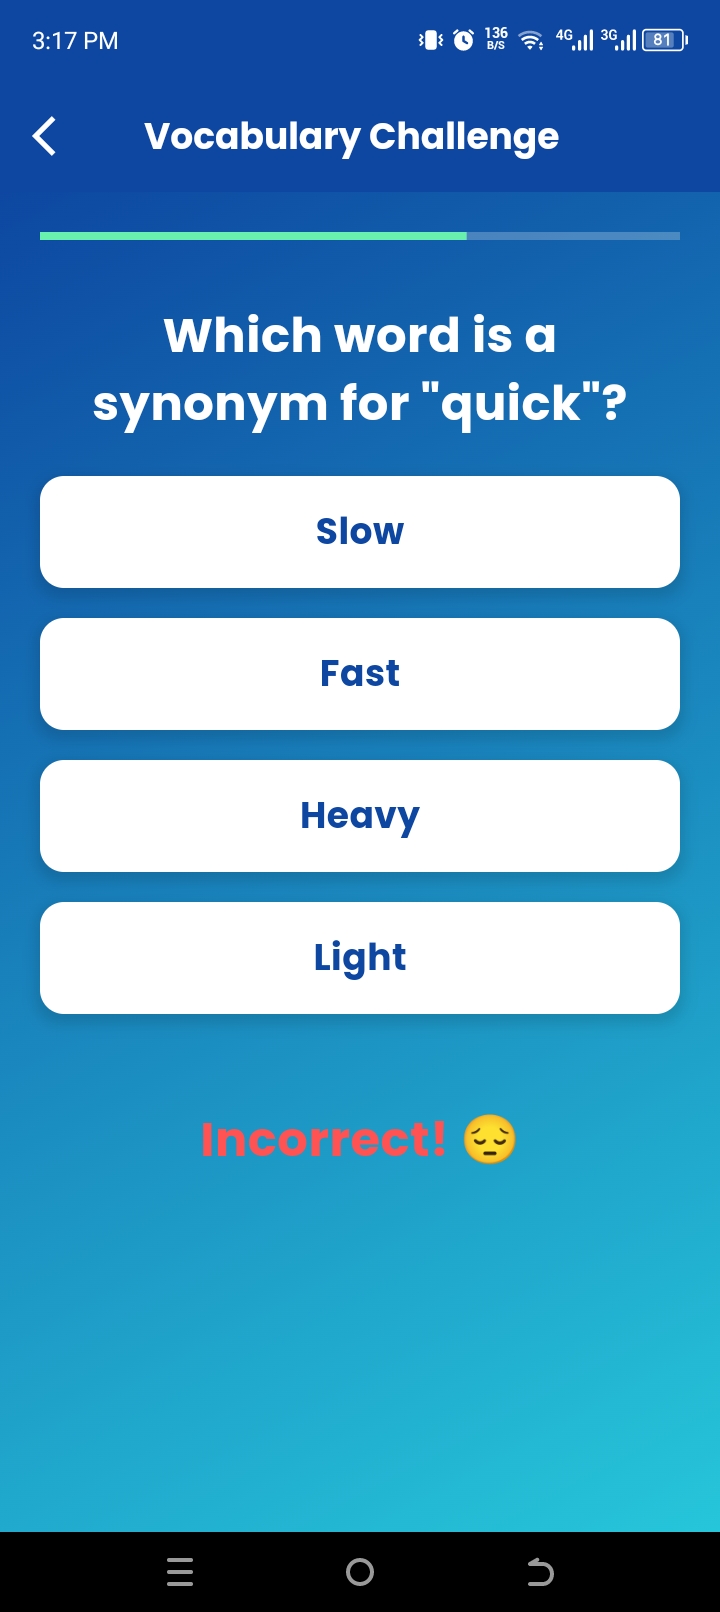 3:17 PM
136
B/S
4G
3G
81
Vocabulary Challenge
Which word is a
synonym for "quick"?
Slow
Fast
Heavy
Light
Incorrect! 😔